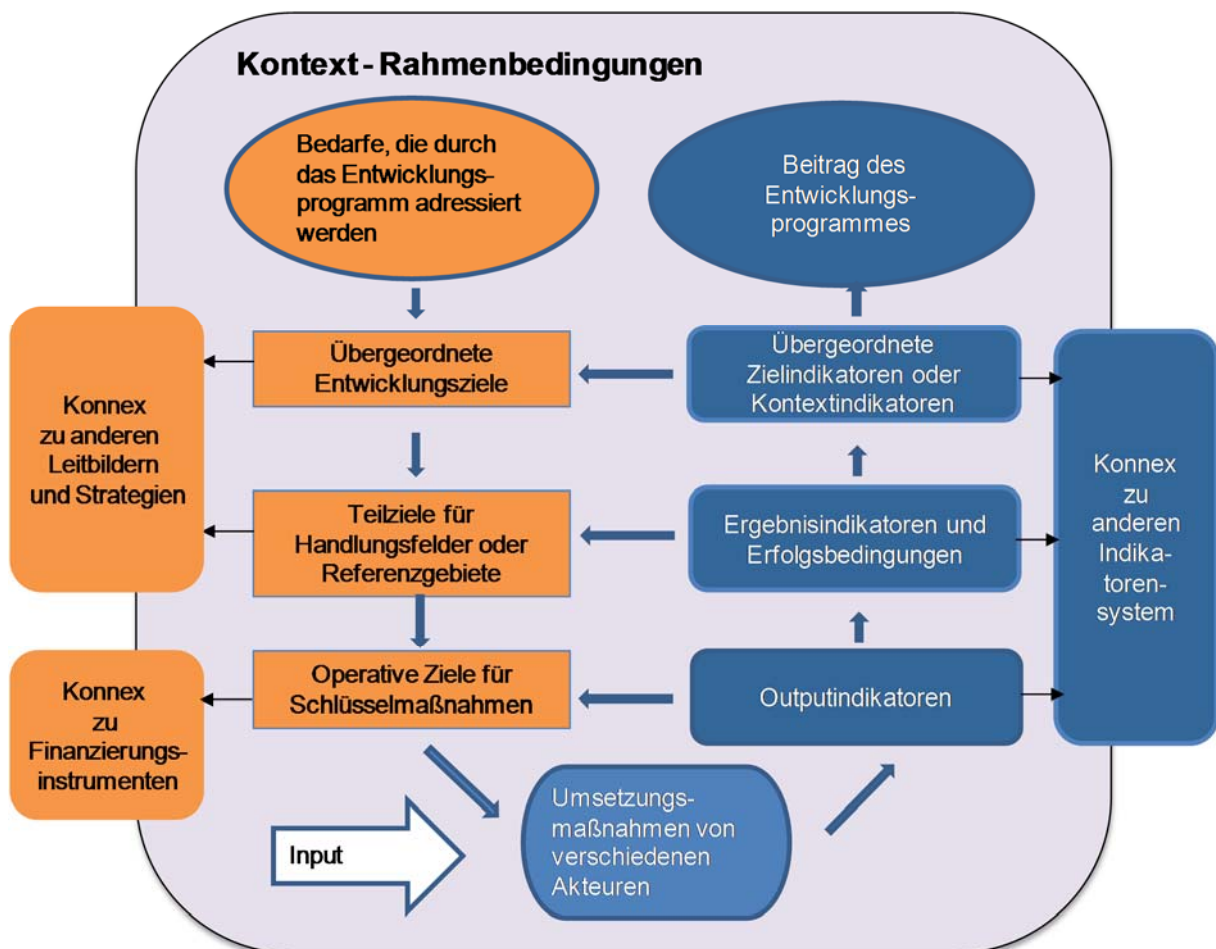 Kontext - Rahmenbedingungen
Bedarfe, die durch
das Entwicklungs-
programm adressiert
werden
Beitrag des
Entwicklungs-
programmes
Übergeordnete
Entwicklungsziele
Übergeordnete
Zielindikatoren oder
Kontextindikatoren
Konnex
zu anderen
Leitbildern
und Strategien
Teilziele für
Handlungsfelder oder
Referenzgebiete
Ergebnisindikatoren und
Erfolgsbedingungen
Konnex
zu
anderen
Indika-
toren-
system
Konnex
zu
Finanzierungs-
instrumenten
Operative Ziele für
Schlüsselmaßnahmen
Outputindikatoren
Input
Umsetzungs-
maßnahmen von
verschiedenen
Akteuren